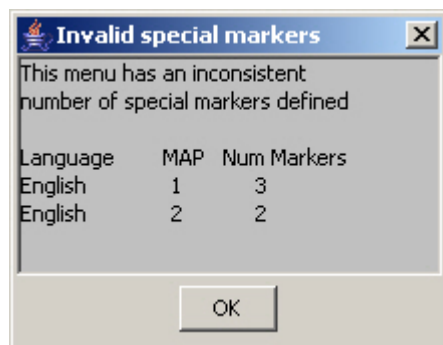 Invalid special markers
This menu has an inconsistent
number of special markers defined
Language MAP Num Markers
English 1 3
English 2 2
OK